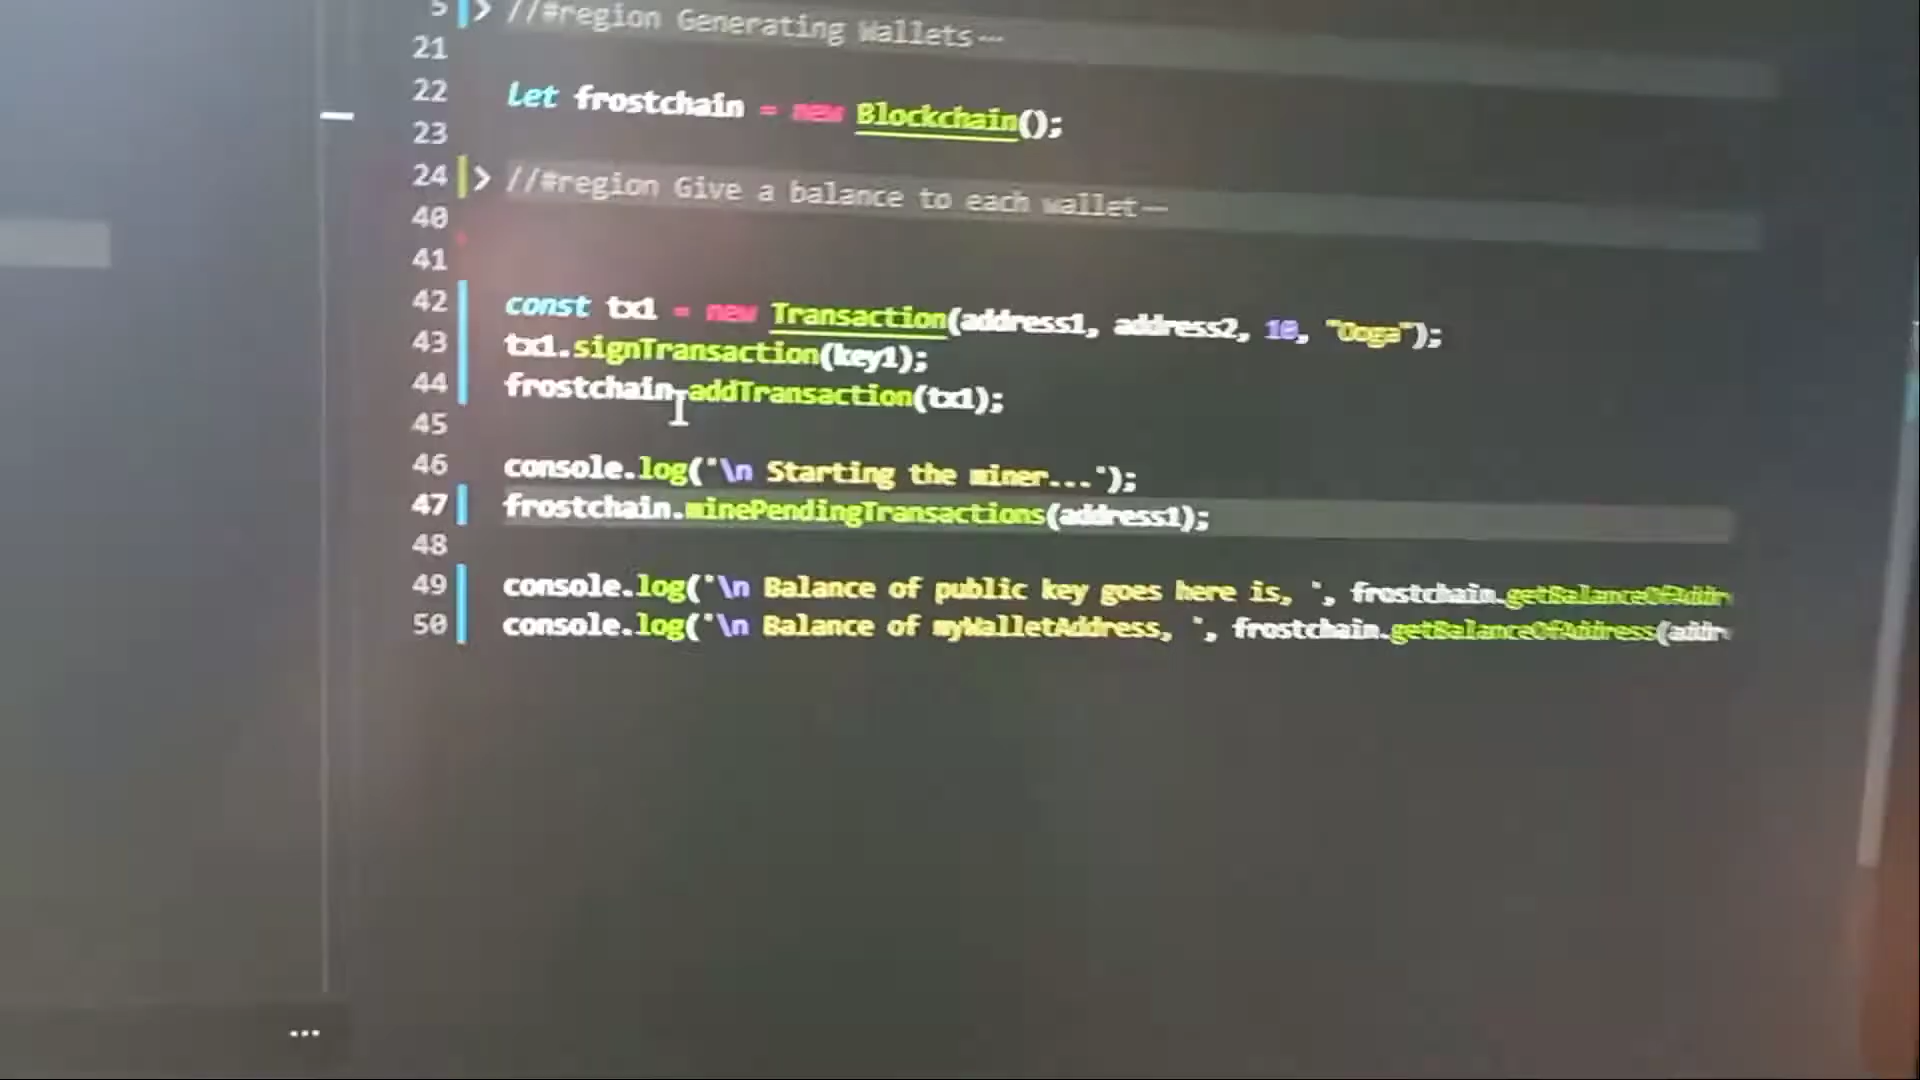 5 > //#region Generating Wallets…
21
22 let frostchain = new Blockchain();
23
24 > //#region Give a balance to each wallet…
40
41
42 const tx1 = new Transaction(address1, address2, 10, "Ooga");
43 tx1.signTransaction(key1);
44 frostchain.addTransaction(tx1);
45
46 console.log(`\n Starting the miner...`);
47 frostchain.minePendingTransactions(address1);
48
49 console.log(`\n Balance of public key goes here is, `, frostchain.getBalanceOfAddr
50 console.log(`\n Balance of myWalletAddress, `, frostchain.getBalanceOfAddress(addr
...